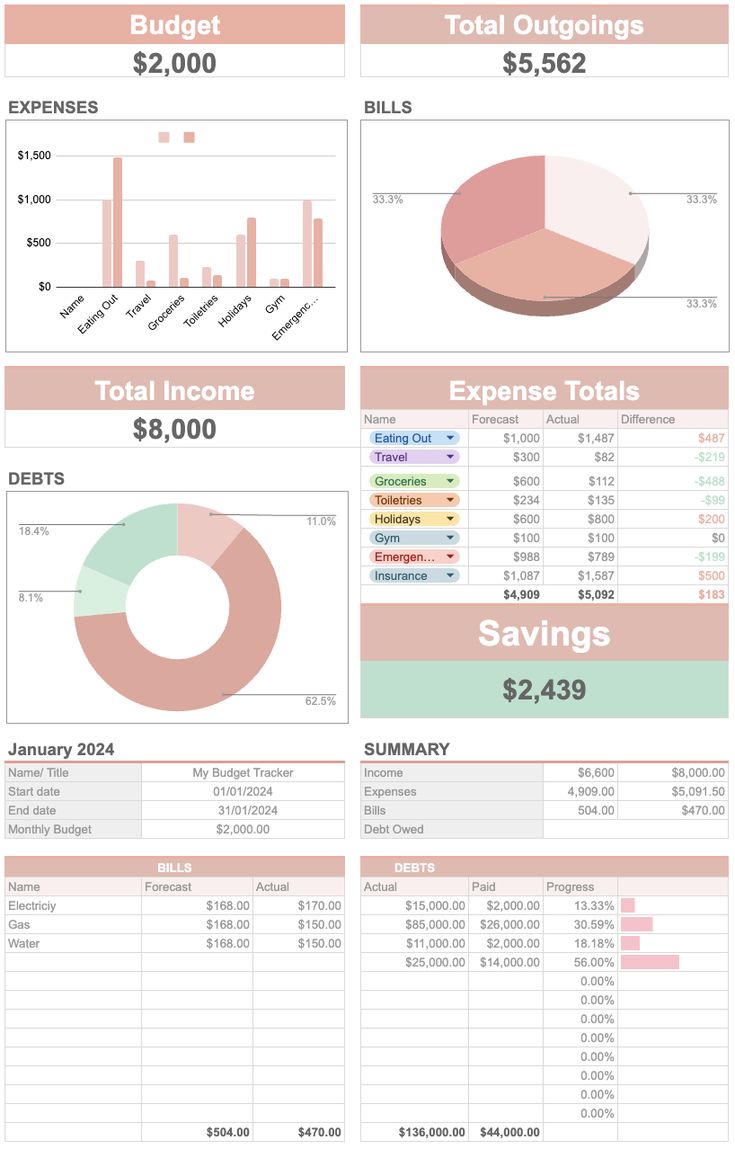 Budget
$2,000
Total Outgoings
$5,562
EXPENSES
$1,500
$1,000
$500
$0
Name
Eating Out
Travel
Groceries
Toiletries
Holidays
Gym
Emergenc...
BILLS
33.3%
33.3%
33.3%
Total Income
$8,000
Expense Totals
Name Forecast Actual Difference
Eating Out $1,000 $1,487 $487
Travel $300 $82 -$219
Groceries $600 $112 -$488
Toiletries $234 $135 -$99
Holidays $600 $800 $200
Gym $100 $100 $0
Emergen... $988 $789 -$199
Insurance $1,087 $1,587 $500
$4,909 $5,092 $183
DEBTS
18.4%
11.0%
8.1%
62.5%
Savings
$2,439
January 2024
Name/ Title My Budget Tracker
Start date 01/01/2024
End date 31/01/2024
Monthly Budget $2,000.00
SUMMARY
Income $6,600 $8,000.00
Expenses 4,909.00 $5,091.50
Bills 504.00 $470.00
Debt Owed
BILLS
Name Forecast Actual
Electriciy $168.00 $170.00
Gas $168.00 $150.00
Water $168.00 $150.00
$504.00 $470.00
DEBTS
Actual Paid Progress
$15,000.00 $2,000.00 13.33%
$85,000.00 $26,000.00 30.59%
$11,000.00 $2,000.00 18.18%
$25,000.00 $14,000.00 56.00%
0.00%
0.00%
0.00%
0.00%
0.00%
0.00%
0.00%
0.00%
$136,000.00 $44,000.00